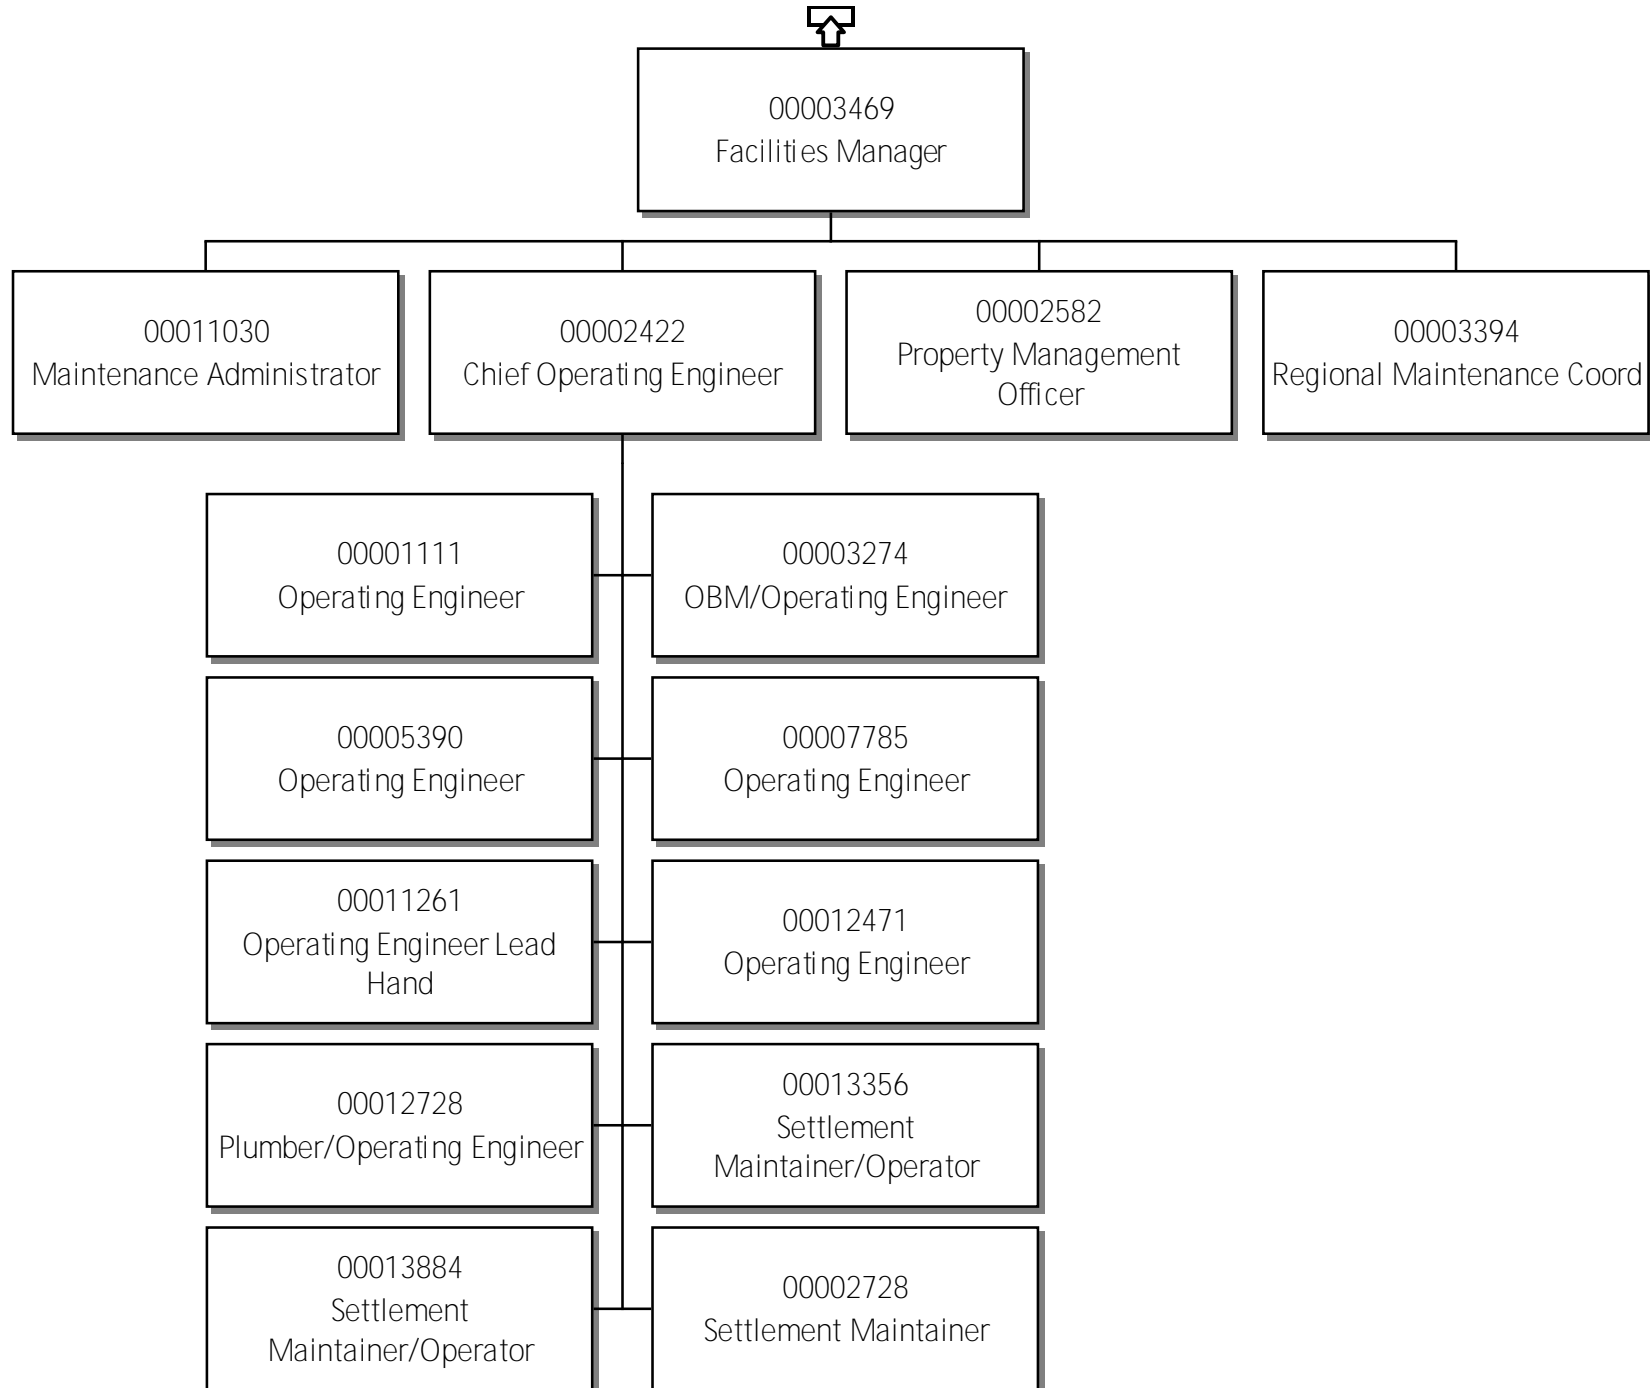 00003469
Facilities Manager
00011030
Maintenance Administrator
00002422
Chief Operating Engineer
00002582
Property Management
Officer
00003394
Regional Maintenance Coord
00001111
Operating Engineer
00003274
OBM/Operating Engineer
00005390
Operating Engineer
00007785
Operating Engineer
00011261
Operating Engineer Lead
Hand
00012471
Operating Engineer
00012728
Plumber/Operating Engineer
00013356
Settlement
Maintainer/Operator
00013884
Settlement
Maintainer/Operator
00002728
Settlement Maintainer